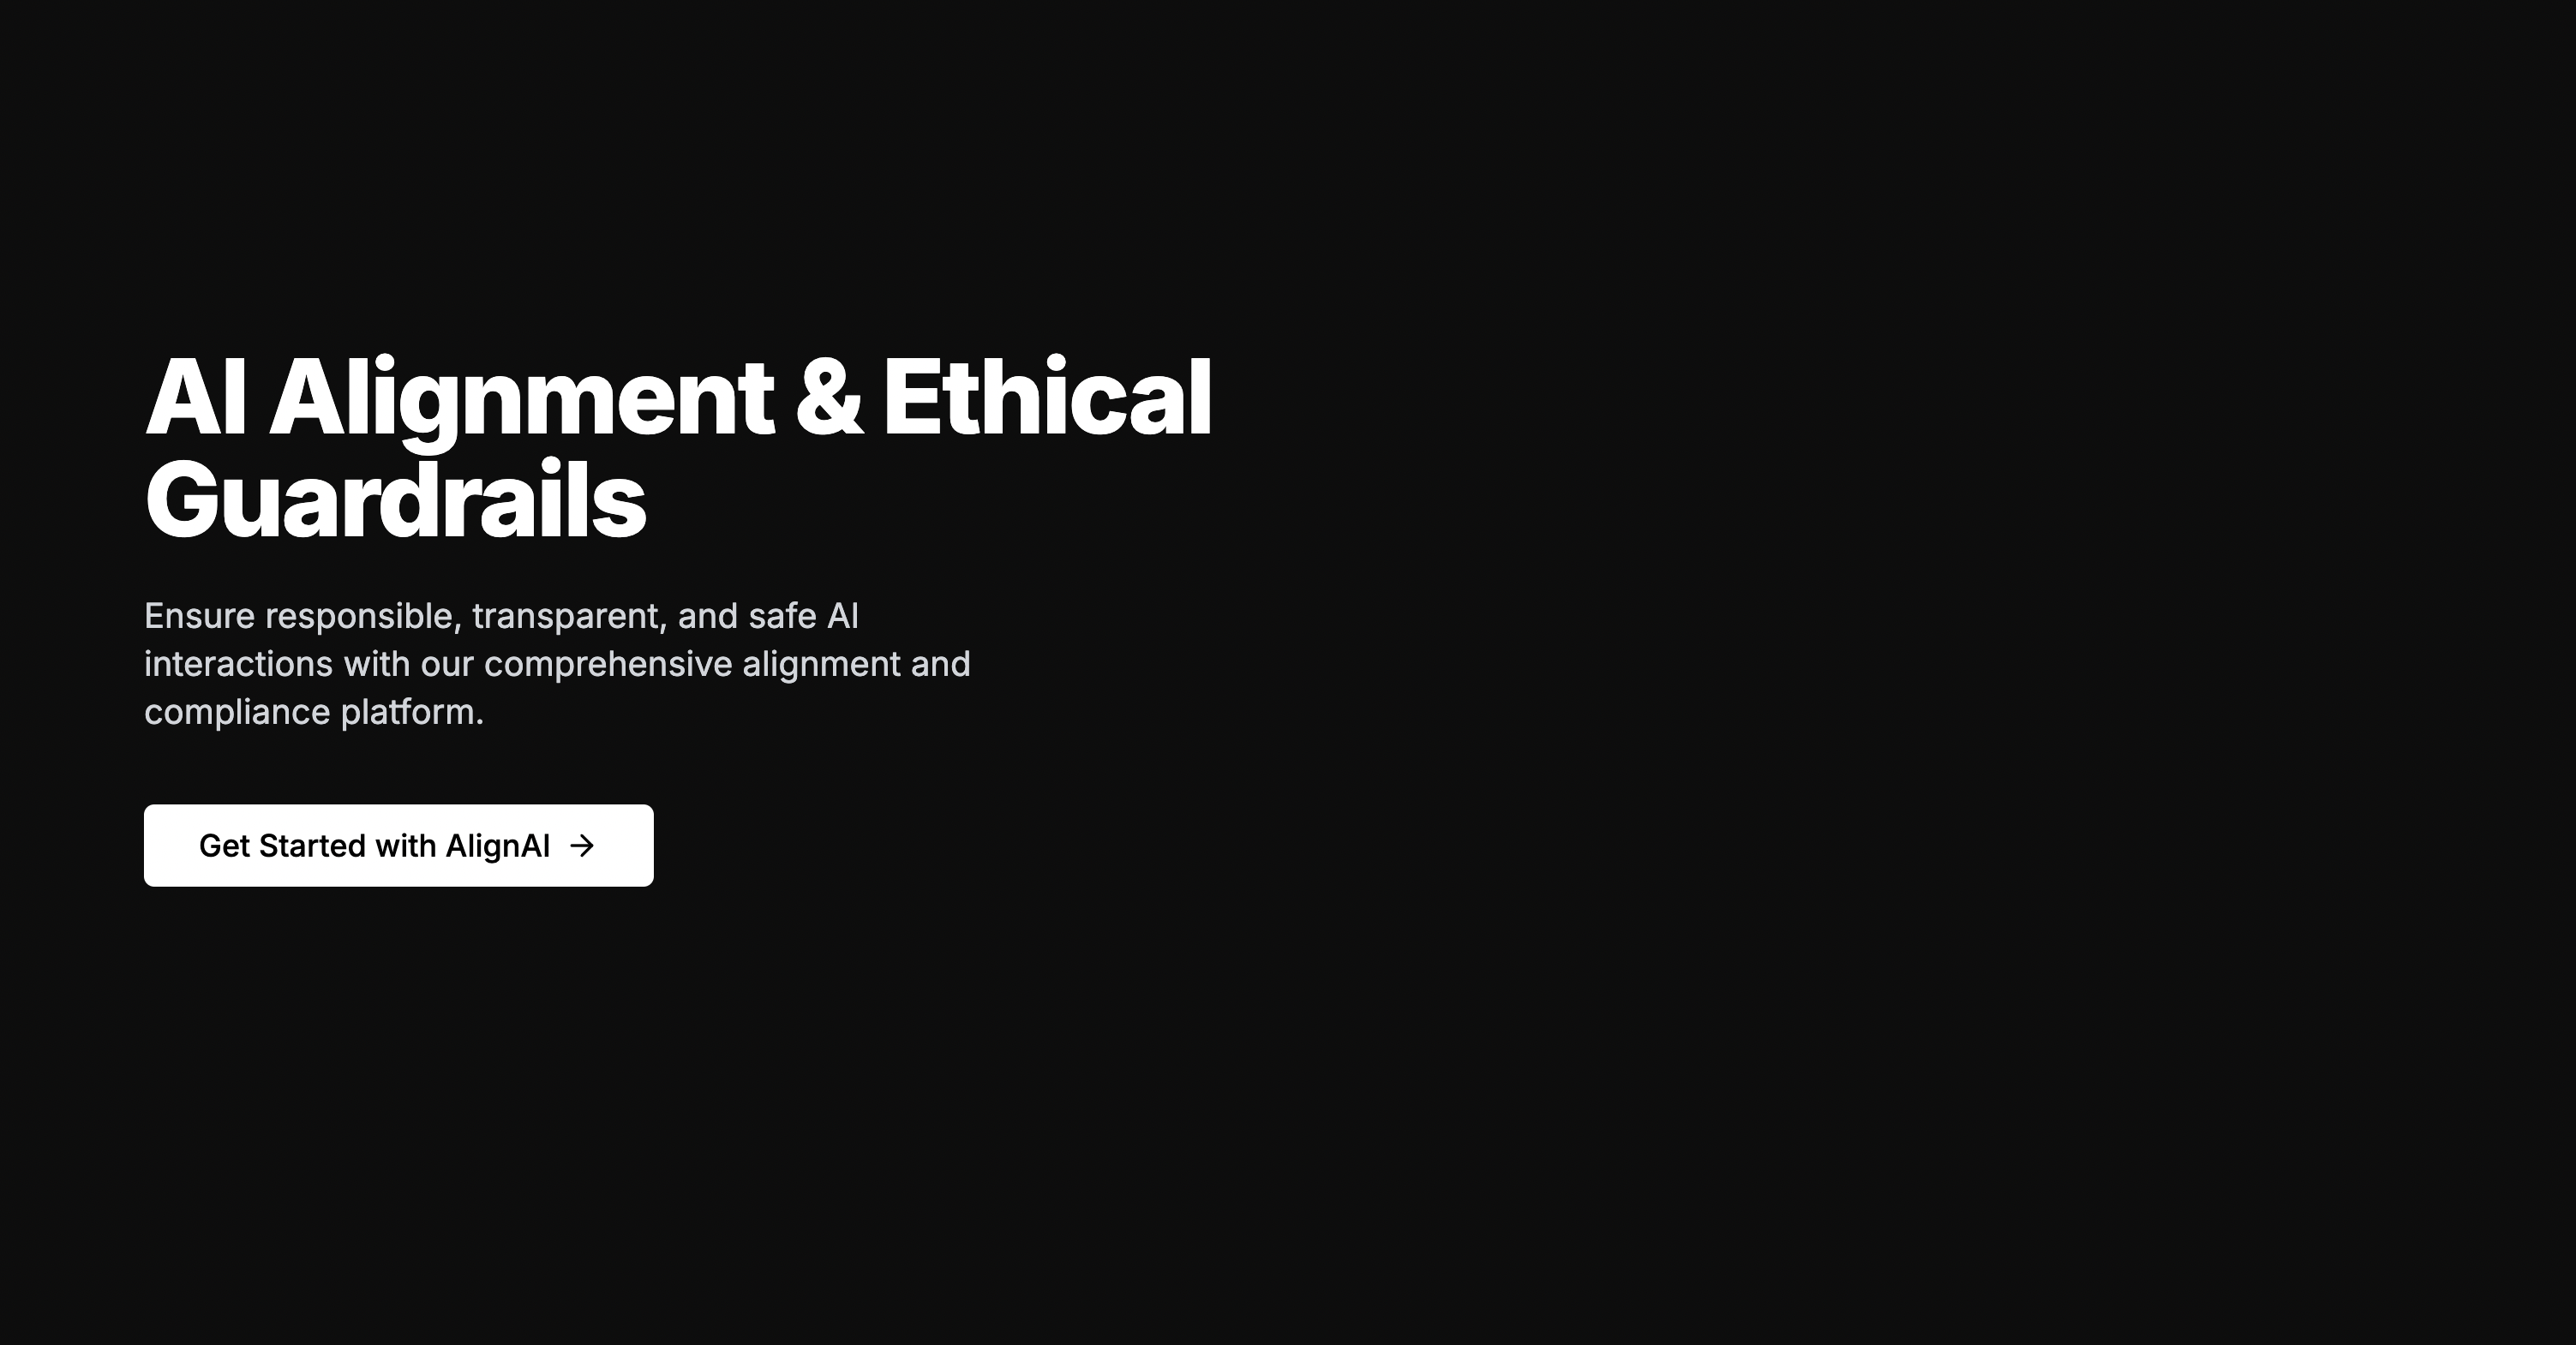 AI Alignment & Ethical
Guardrails
Ensure responsible, transparent, and safe AI
interactions with our comprehensive alignment and
compliance platform.
Get Started with AlignAI →